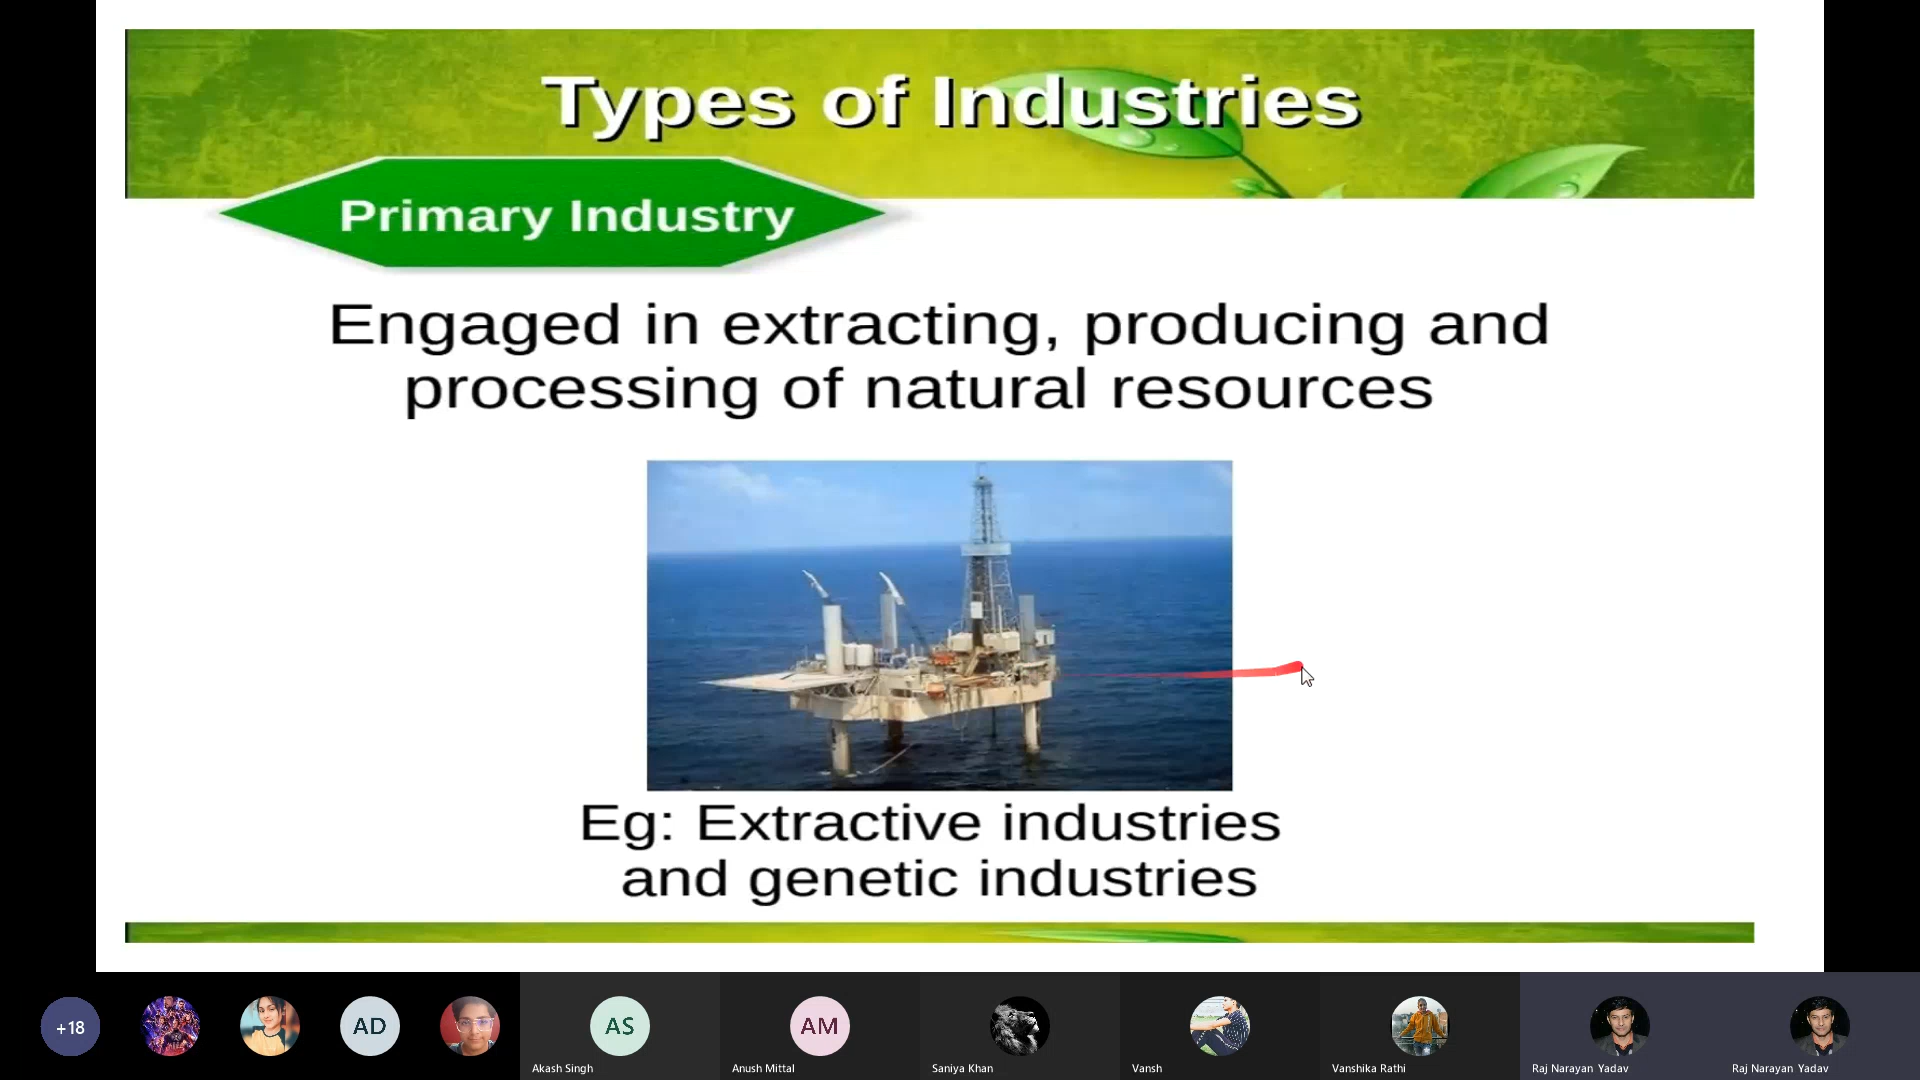 Types of Industries
Primary Industry
Engaged in extracting, producing and
processing of natural resources
Eg: Extractive industries
and genetic industries
+18
AD
AS
AM
Akash Singh
Anush Mittal
Saniya Khan
Vansh
Vanshika Rathi
Raj Narayan Yadav
Raj Narayan Yadav